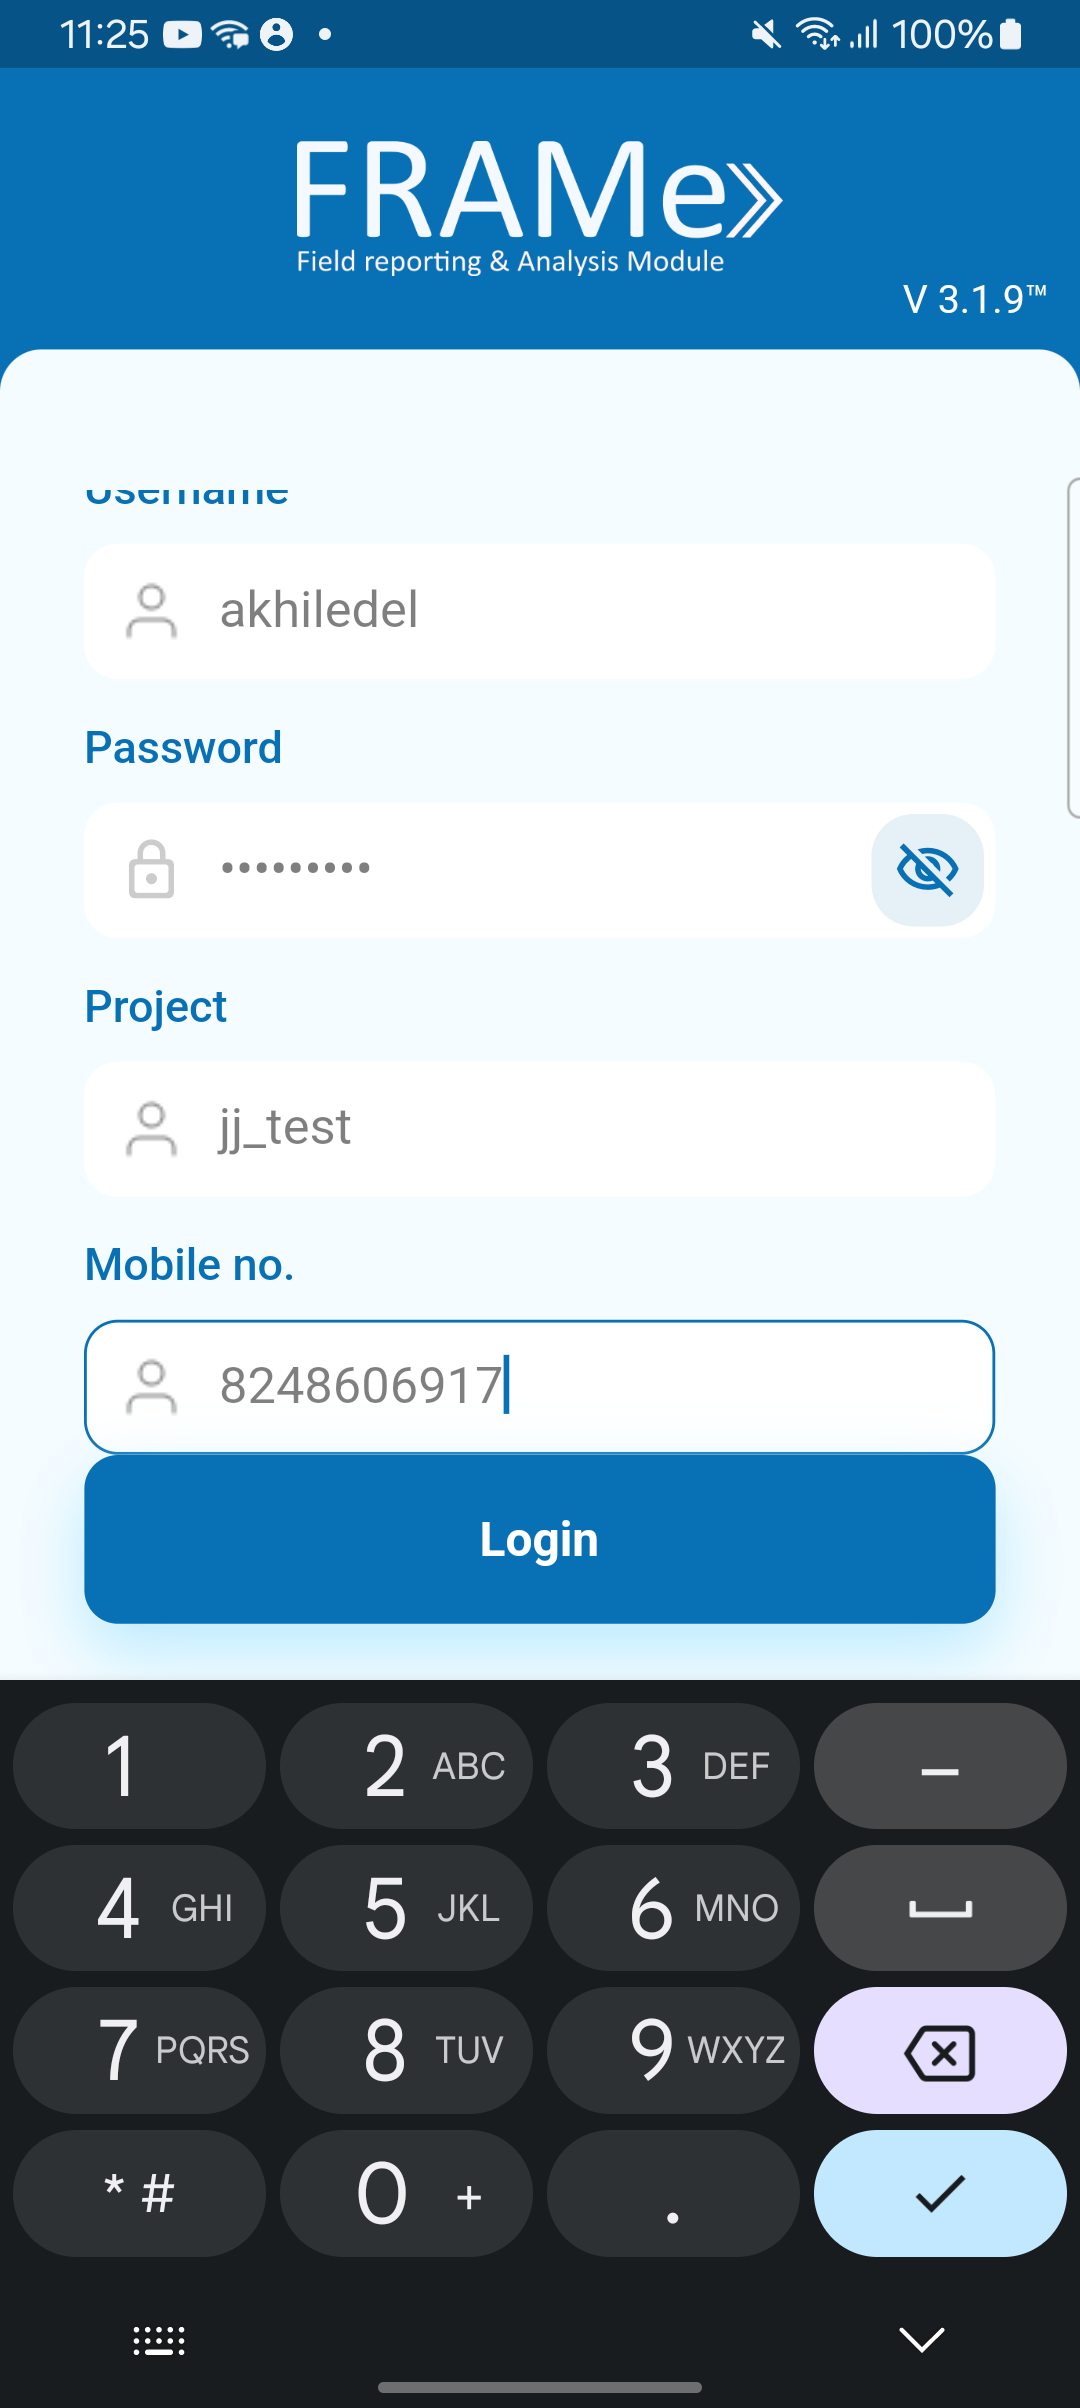 11:25 100%
FRAMe
Field reporting & Analysis Module
V 3.1.9™
Username
akhiledel
Password
•••••••••
Project
jj_test
Mobile no.
8248606917
Login
1 2 ABC 3 DEF –
4 GHI 5 JKL 6 MNO
7 PQRS 8 TUV 9 WXYZ
* # 0 + .